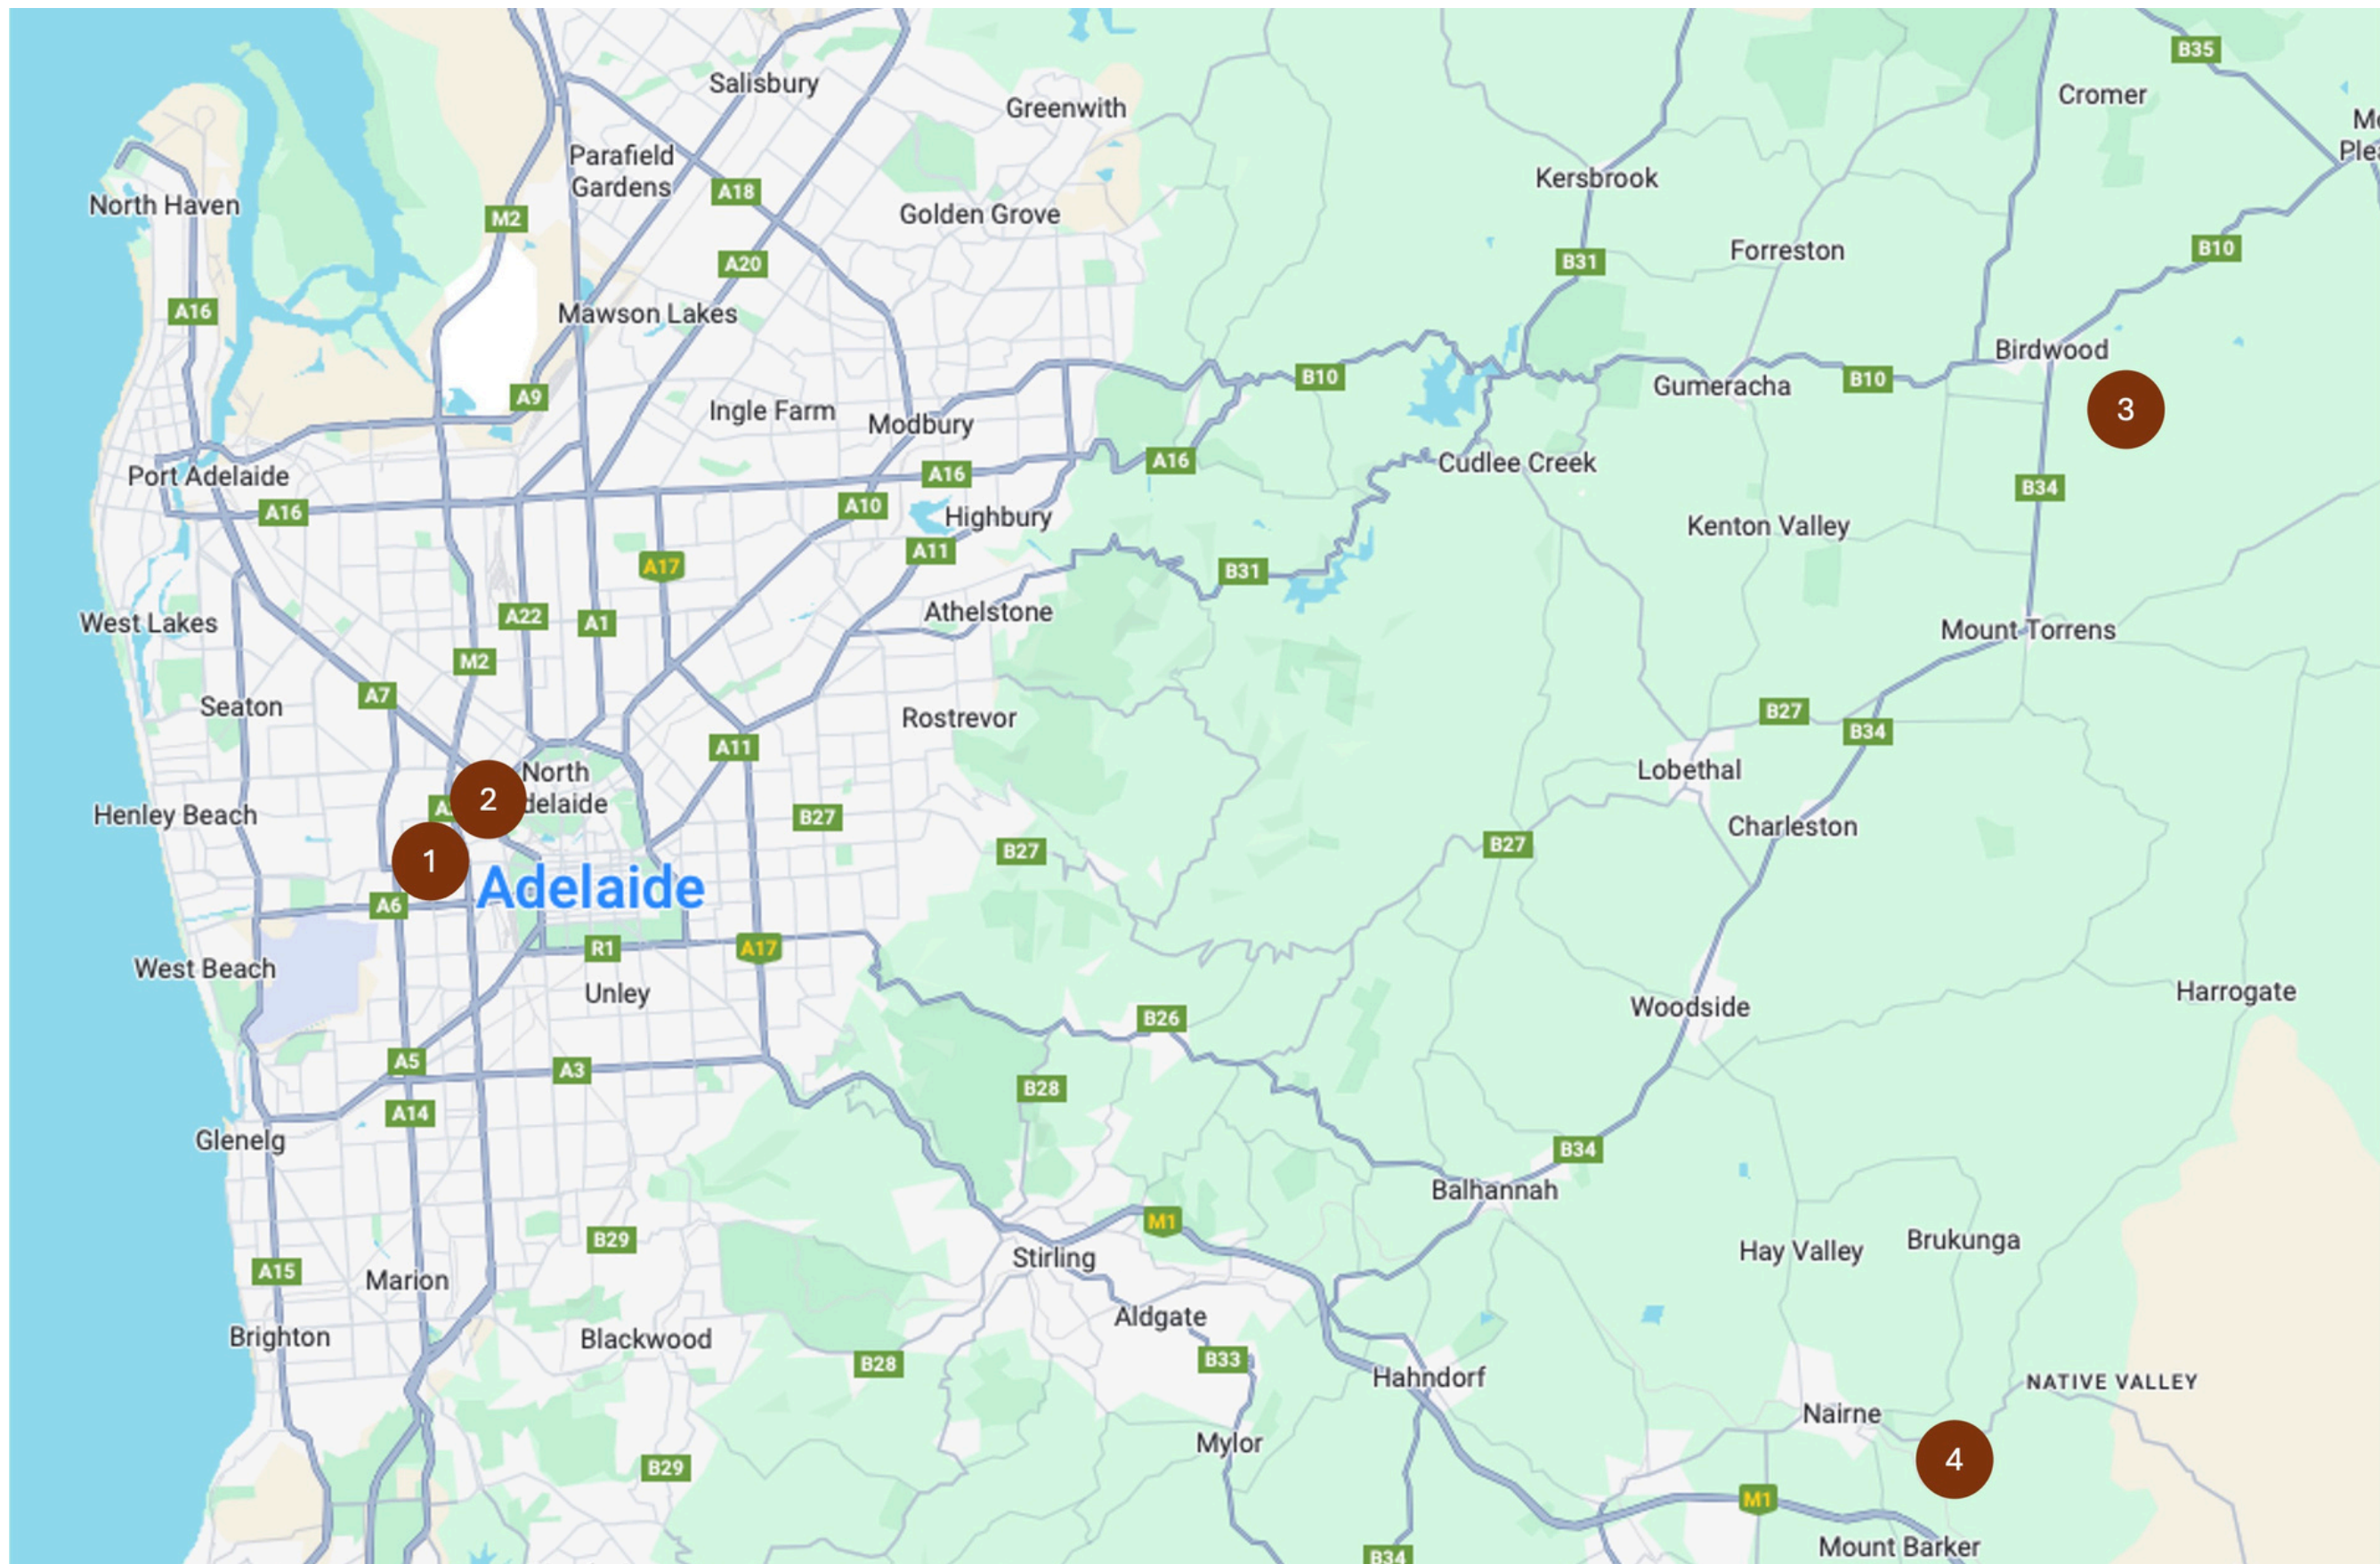 B35
Salisbury
Cromer
Greenwith
Parafield
Gardens
Kersbrook
A18
North Haven
M2
Golden Grove
Forreston
B10
B31
A20
A16
Mawson Lakes
Birdwood
B10
B10
Gumeracha
A9
3
Ingle Farm
Modbury
A16
Cudlee Creek
A16
Port Adelaide
B34
A10
A16
Highbury
Kenton Valley
A11
A17
B31
Athelstone
A22
A1
West Lakes
Mount Torrens
M2
A7
Seaton
B27
Rostrevor
B34
A11
North
Lobethal
2
delaide
Henley Beach
B27
Charleston
B27
B27
1
Adelaide
A6
R1
A17
West Beach
Unley
Harrogate
Woodside
B26
A5
A3
B28
A14
Glenelg
B34
Balhannah
M1
B29
Brukunga
Hay Valley
Stirling
A15
Marion
Aldgate
Brighton
Blackwood
B33
B28
Hahndorf
NATIVE VALLEY
Nairne
Mylor
4
B29
M1
Mount Barker
B34